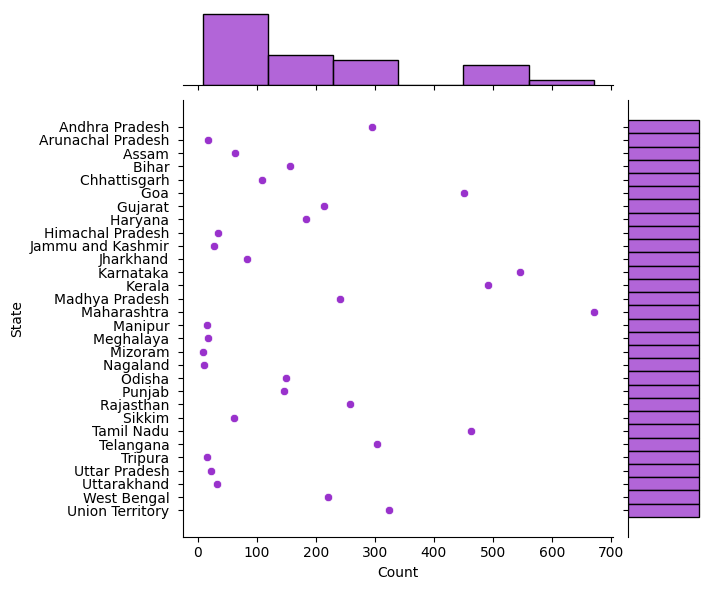 Andhra Pradesh
Arunachal Pradesh
Assam
Bihar
Chhattisgarh
Goa
Gujarat
Haryana
Himachal Pradesh
Jammu and Kashmir
Jharkhand
Karnataka
Kerala
Madhya Pradesh
Maharashtra
Manipur
Meghalaya
Mizoram
Nagaland
Odisha
Punjab
Rajasthan
Sikkim
Tamil Nadu
Telangana
Tripura
Uttar Pradesh
Uttarakhand
West Bengal
Union Territory
State
0 100 200 300 400 500 600 700
Count